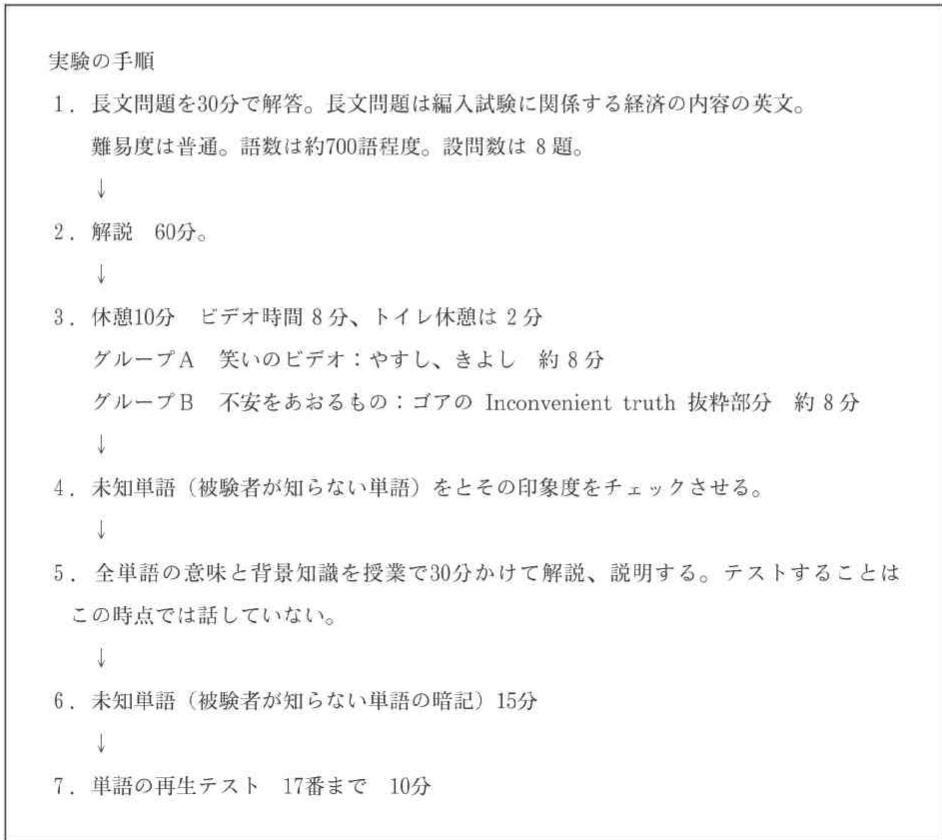 実験の手順
1．長文問題を30分で解答。長文問題は編入試験に関係する経済の内容の英文。
難易度は普通。語数は約700語程度。設問数は 8 題。
↓
2．解説　60分。
↓
3．休憩10分　ビデオ時間 8 分、トイレ休憩は 2 分
グループA　笑いのビデオ：やすし、きよし　約 8 分
グループB　不安をあおるもの：ゴアの Inconvenient truth 抜粋部分　約 8 分
↓
4．未知単語（被験者が知らない単語）をとその印象度をチェックさせる。
↓
5．全単語の意味と背景知識を授業で30分かけて解説、説明する。テストすることは
この時点では話していない。
↓
6．未知単語（被験者が知らない単語の暗記）15分
↓
7．単語の再生テスト　17番まで　10分